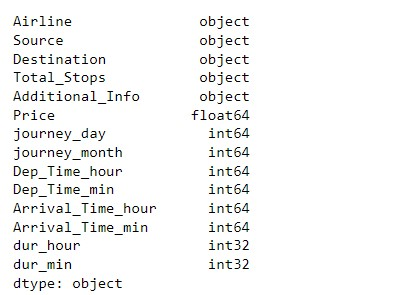 Airline object
Source object
Destination object
Total_Stops object
Additional_Info object
Price float64
journey_day int64
journey_month int64
Dep_Time_hour int64
Dep_Time_min int64
Arrival_Time_hour int64
Arrival_Time_min int64
dur_hour int32
dur_min int32
dtype: object